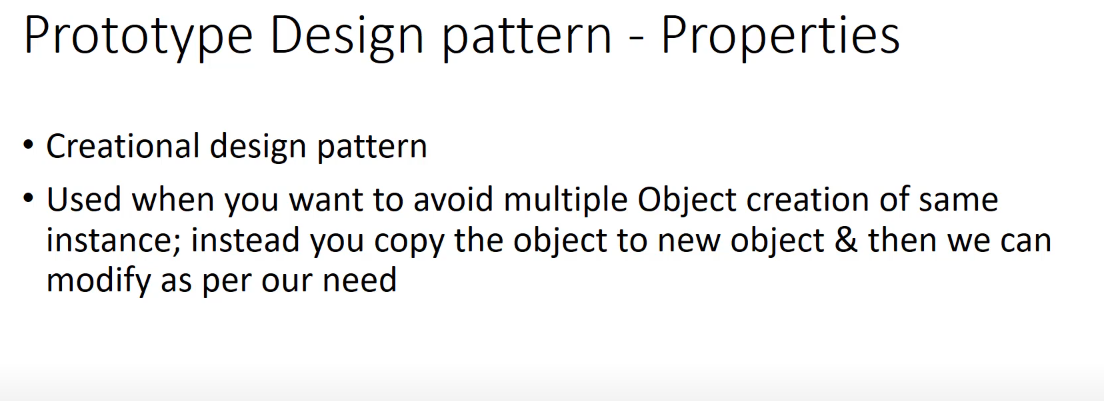 Prototype Design pattern - Properties
• Creational design pattern
• Used when you want to avoid multiple Object creation of same
instance; instead you copy the object to new object & then we can
modify as per our need